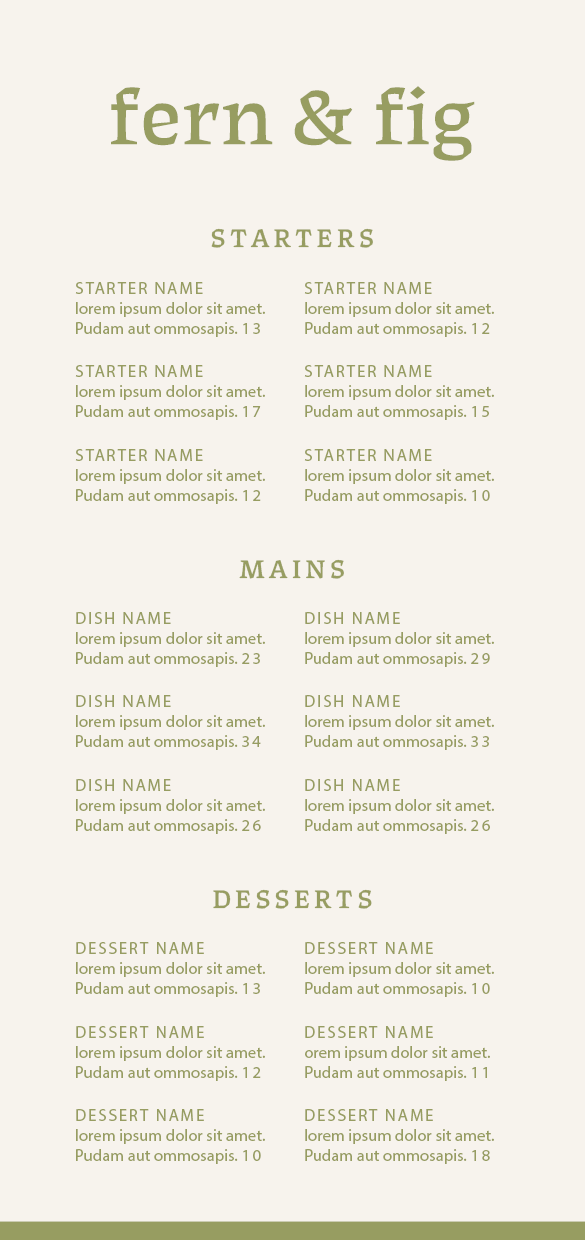 fern & fig
STARTERS
STARTER NAME
lorem ipsum dolor sit amet.
Pudam aut ommosapis. 13
STARTER NAME
lorem ipsum dolor sit amet.
Pudam aut ommosapis. 12
STARTER NAME
lorem ipsum dolor sit amet.
Pudam aut ommosapis. 17
STARTER NAME
lorem ipsum dolor sit amet.
Pudam aut ommosapis. 15
STARTER NAME
lorem ipsum dolor sit amet.
Pudam aut ommosapis. 12
STARTER NAME
lorem ipsum dolor sit amet.
Pudam aut ommosapis. 10
MAINS
DISH NAME
lorem ipsum dolor sit amet.
Pudam aut ommosapis. 23
DISH NAME
lorem ipsum dolor sit amet.
Pudam aut ommosapis. 29
DISH NAME
lorem ipsum dolor sit amet.
Pudam aut ommosapis. 34
DISH NAME
lorem ipsum dolor sit amet.
Pudam aut ommosapis. 33
DISH NAME
lorem ipsum dolor sit amet.
Pudam aut ommosapis. 26
DISH NAME
lorem ipsum dolor sit amet.
Pudam aut ommosapis. 26
DESSERTS
DESSERT NAME
lorem ipsum dolor sit amet.
Pudam aut ommosapis. 13
DESSERT NAME
lorem ipsum dolor sit amet.
Pudam aut ommosapis. 10
DESSERT NAME
lorem ipsum dolor sit amet.
Pudam aut ommosapis. 12
DESSERT NAME
orem ipsum dolor sit amet.
Pudam aut ommosapis. 11
DESSERT NAME
lorem ipsum dolor sit amet.
Pudam aut ommosapis. 10
DESSERT NAME
lorem ipsum dolor sit amet.
Pudam aut ommosapis. 18